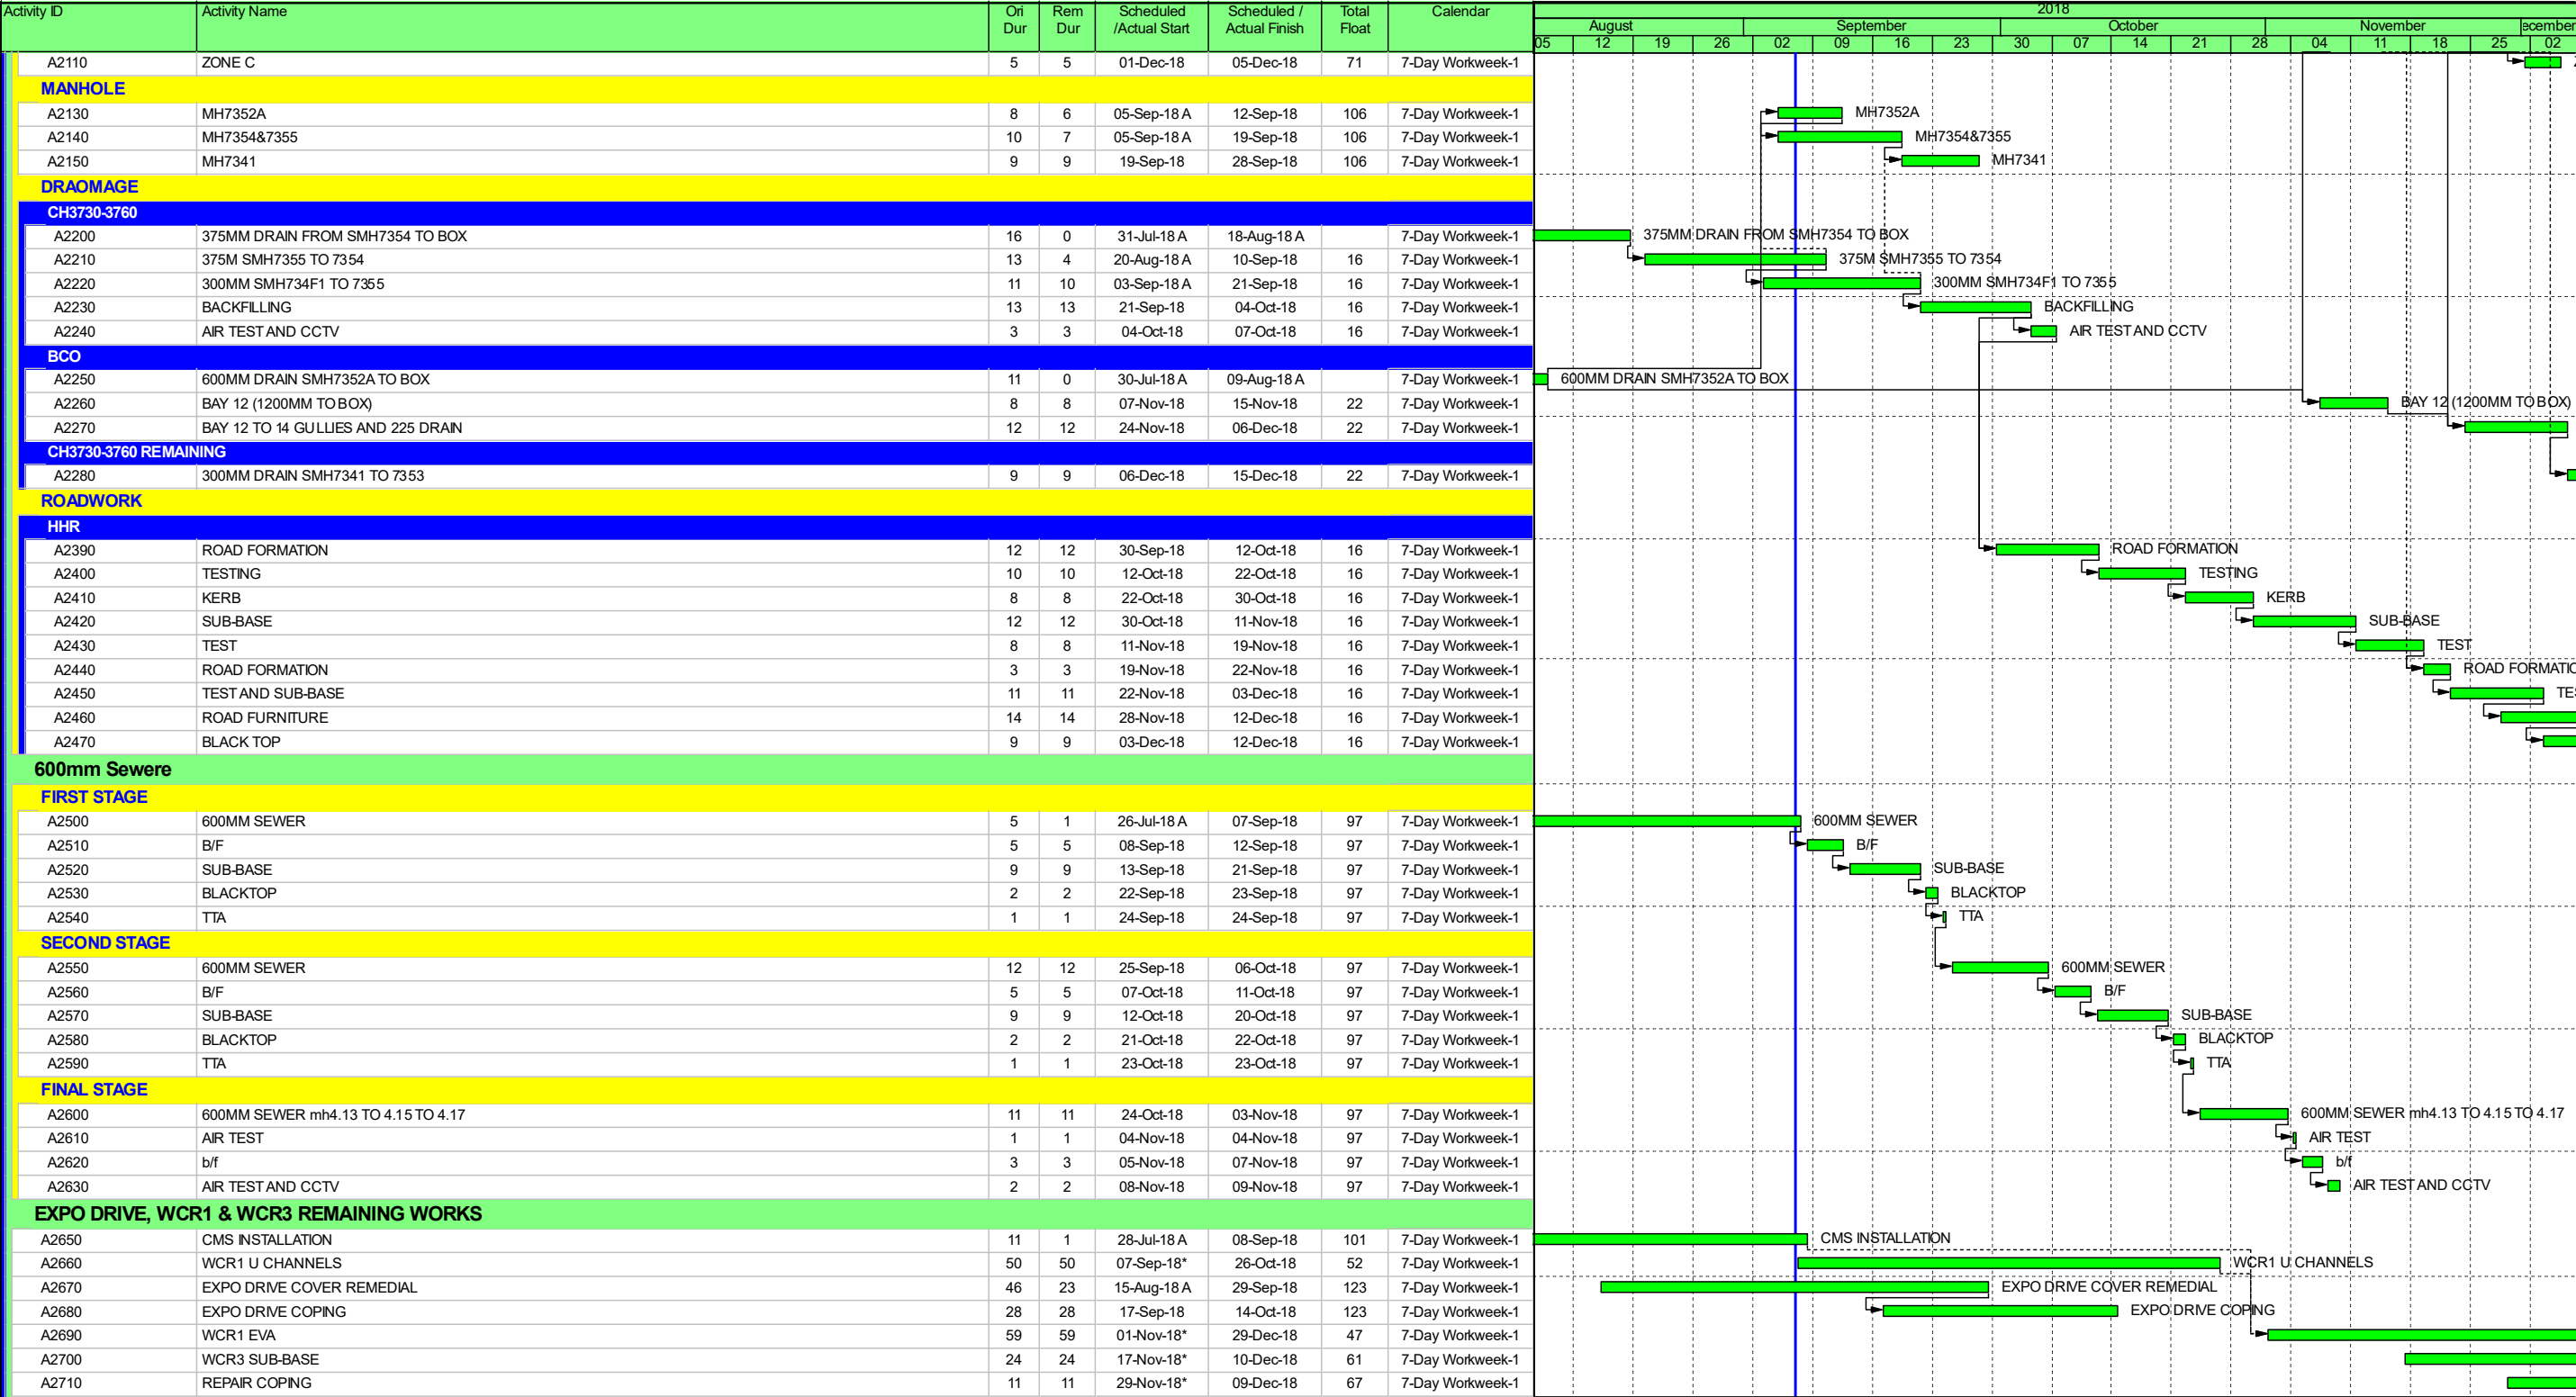 Activity ID Activity Name Ori Dur Rem Dur Scheduled /Actual Start Scheduled / Actual Finish Total Float Calendar 2018
August September October November ecember
05 12 19 26 02 09 16 23 30 07 14 21 28 04 11 18 25 02
A2110 ZONE C 5 5 01-Dec-18 05-Dec-18 71 7-Day Workweek-1
MANHOLE
A2130 MH7352A 8 6 05-Sep-18 A 12-Sep-18 106 7-Day Workweek-1 MH7352A
A2140 MH7354&7355 10 7 05-Sep-18 A 19-Sep-18 106 7-Day Workweek-1 MH7354&7355
A2150 MH7341 9 9 19-Sep-18 28-Sep-18 106 7-Day Workweek-1 MH7341
DRAOMAGE
CH3730-3760
A2200 375MM DRAIN FROM SMH7354 TO BOX 16 0 31-Jul-18 A 18-Aug-18 A 7-Day Workweek-1 375MM DRAIN FROM SMH7354 TO BOX
A2210 375M SMH7355 TO 7354 13 4 20-Aug-18 A 10-Sep-18 16 7-Day Workweek-1 375M SMH7355 TO 7354
A2220 300MM SMH734F1 TO 7355 11 10 03-Sep-18 A 21-Sep-18 16 7-Day Workweek-1 300MM SMH734F1 TO 7355
A2230 BACKFILLING 13 13 21-Sep-18 04-Oct-18 16 7-Day Workweek-1 BACKFILLING
A2240 AIR TEST AND CCTV 3 3 04-Oct-18 07-Oct-18 16 7-Day Workweek-1 AIR TEST AND CCTV
BCO
A2250 600MM DRAIN SMH7352A TO BOX 11 0 30-Jul-18 A 09-Aug-18 A 7-Day Workweek-1 600MM DRAIN SMH7352A TO BOX
A2260 BAY 12 (1200MM TO BOX) 8 8 07-Nov-18 15-Nov-18 22 7-Day Workweek-1 BAY 12 (1200MM TO BOX)
A2270 BAY 12 TO 14 GULLIES AND 225 DRAIN 12 12 24-Nov-18 06-Dec-18 22 7-Day Workweek-1
CH3730-3760 REMAINING
A2280 300MM DRAIN SMH7341 TO 7353 9 9 06-Dec-18 15-Dec-18 22 7-Day Workweek-1
ROADWORK
HHR
A2390 ROAD FORMATION 12 12 30-Sep-18 12-Oct-18 16 7-Day Workweek-1 ROAD FORMATION
A2400 TESTING 10 10 12-Oct-18 22-Oct-18 16 7-Day Workweek-1 TESTING
A2410 KERB 8 8 22-Oct-18 30-Oct-18 16 7-Day Workweek-1 KERB
A2420 SUB-BASE 12 12 30-Oct-18 11-Nov-18 16 7-Day Workweek-1 SUB-BASE
A2430 TEST 8 8 11-Nov-18 19-Nov-18 16 7-Day Workweek-1 TEST
A2440 ROAD FORMATION 3 3 19-Nov-18 22-Nov-18 16 7-Day Workweek-1 ROAD FORMATIO
A2450 TEST AND SUB-BASE 11 11 22-Nov-18 03-Dec-18 16 7-Day Workweek-1 TE
A2460 ROAD FURNITURE 14 14 28-Nov-18 12-Dec-18 16 7-Day Workweek-1
A2470 BLACK TOP 9 9 03-Dec-18 12-Dec-18 16 7-Day Workweek-1
600mm Sewere
FIRST STAGE
A2500 600MM SEWER 5 1 26-Jul-18 A 07-Sep-18 97 7-Day Workweek-1 600MM SEWER
A2510 B/F 5 5 08-Sep-18 12-Sep-18 97 7-Day Workweek-1 B/F
A2520 SUB-BASE 9 9 13-Sep-18 21-Sep-18 97 7-Day Workweek-1 SUB-BASE
A2530 BLACKTOP 2 2 22-Sep-18 23-Sep-18 97 7-Day Workweek-1 BLACKTOP
A2540 TTA 1 1 24-Sep-18 24-Sep-18 97 7-Day Workweek-1 TTA
SECOND STAGE
A2550 600MM SEWER 12 12 25-Sep-18 06-Oct-18 97 7-Day Workweek-1 600MM SEWER
A2560 B/F 5 5 07-Oct-18 11-Oct-18 97 7-Day Workweek-1 B/F
A2570 SUB-BASE 9 9 12-Oct-18 20-Oct-18 97 7-Day Workweek-1 SUB-BASE
A2580 BLACKTOP 2 2 21-Oct-18 22-Oct-18 97 7-Day Workweek-1 BLACKTOP
A2590 TTA 1 1 23-Oct-18 23-Oct-18 97 7-Day Workweek-1 TTA
FINAL STAGE
A2600 600MM SEWER mh4.13 TO 4.15 TO 4.17 11 11 24-Oct-18 03-Nov-18 97 7-Day Workweek-1 600MM SEWER mh4.13 TO 4.15 TO 4.17
A2610 AIR TEST 1 1 04-Nov-18 04-Nov-18 97 7-Day Workweek-1 AIR TEST
A2620 b/f 3 3 05-Nov-18 07-Nov-18 97 7-Day Workweek-1 b/f
A2630 AIR TEST AND CCTV 2 2 08-Nov-18 09-Nov-18 97 7-Day Workweek-1 AIR TEST AND CCTV
EXPO DRIVE, WCR1 & WCR3 REMAINING WORKS
A2650 CMS INSTALLATION 11 1 28-Jul-18 A 08-Sep-18 101 7-Day Workweek-1 CMS INSTALLATION
A2660 WCR1 U CHANNELS 50 50 07-Sep-18* 26-Oct-18 52 7-Day Workweek-1 WCR1 U CHANNELS
A2670 EXPO DRIVE COVER REMEDIAL 46 23 15-Aug-18 A 29-Sep-18 123 7-Day Workweek-1 EXPO DRIVE COVER REMEDIAL
A2680 EXPO DRIVE COPING 28 28 17-Sep-18 14-Oct-18 123 7-Day Workweek-1 EXPO DRIVE COPING
A2690 WCR1 EVA 59 59 01-Nov-18* 29-Dec-18 47 7-Day Workweek-1
A2700 WCR3 SUB-BASE 24 24 17-Nov-18* 10-Dec-18 61 7-Day Workweek-1
A2710 REPAIR COPING 11 11 29-Nov-18* 09-Dec-18 67 7-Day Workweek-1